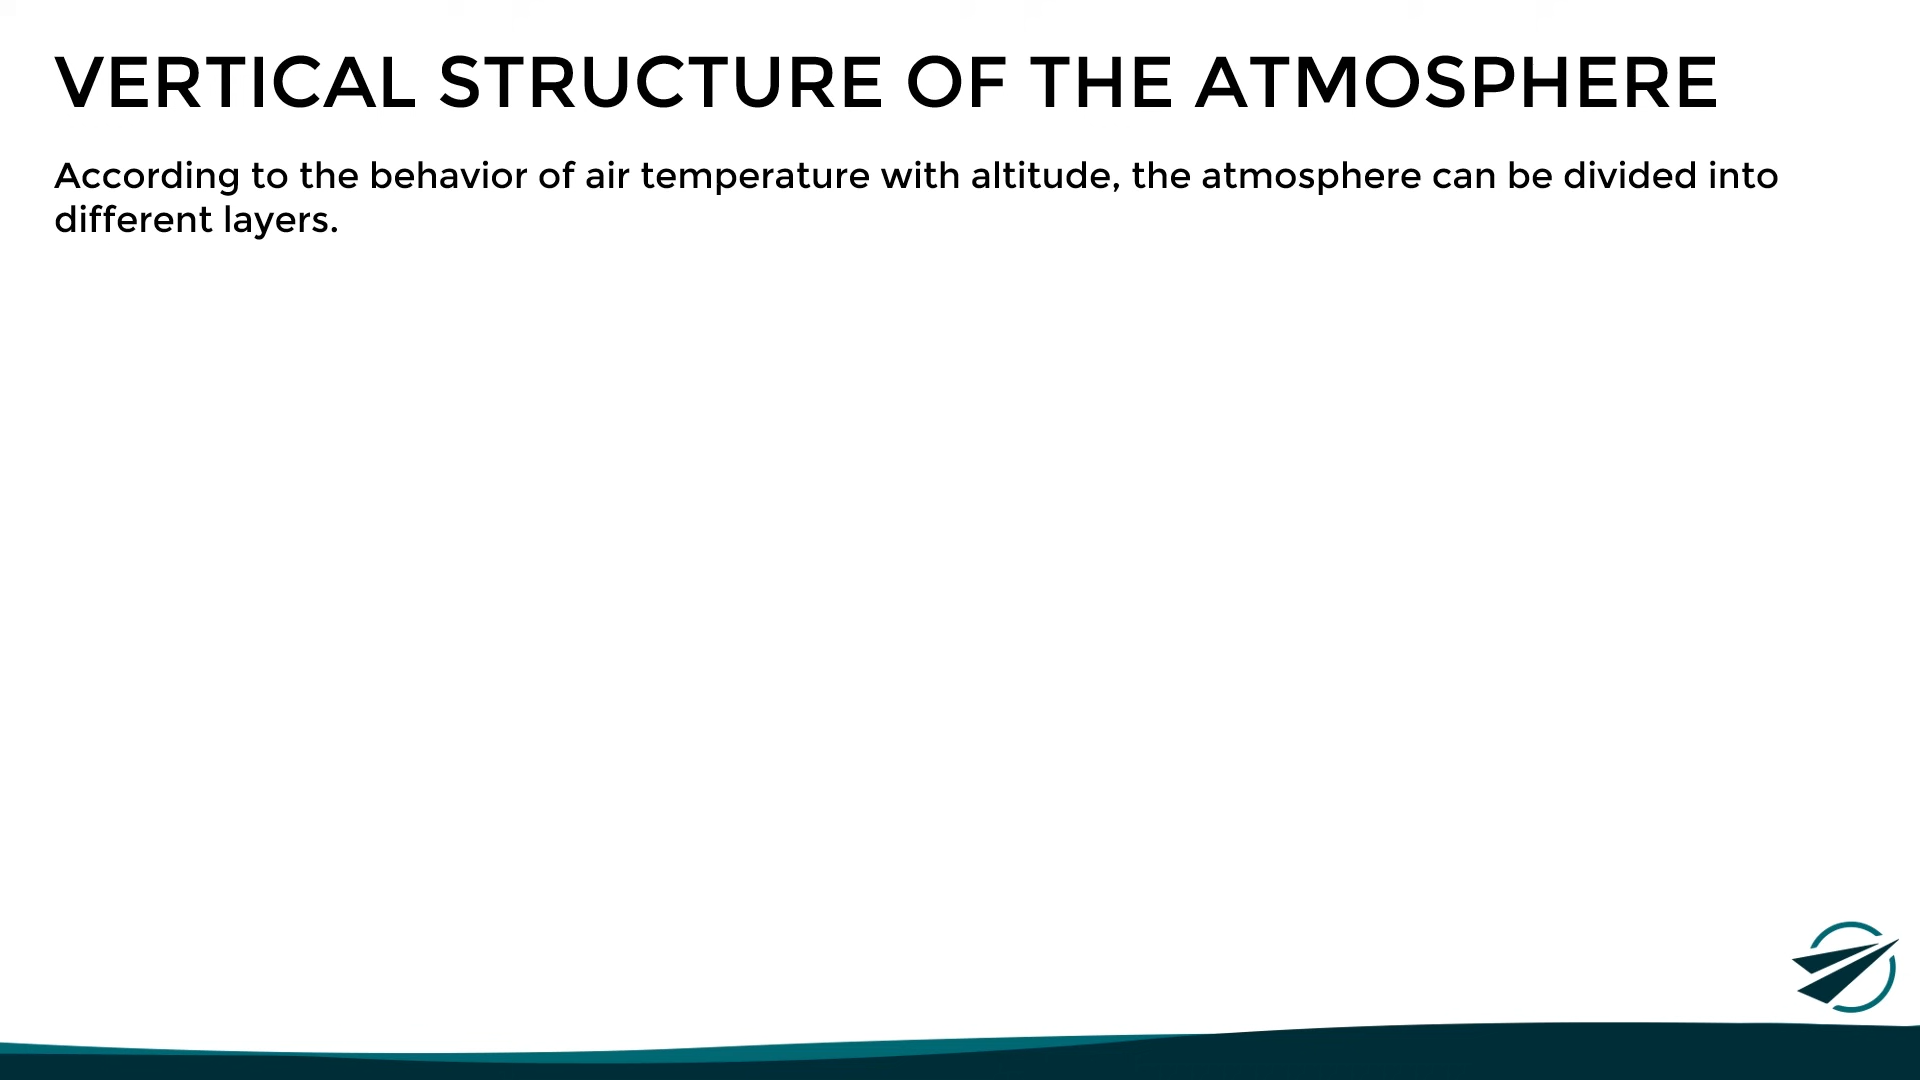 VERTICAL STRUCTURE OF THE ATMOSPHERE
According to the behavior of air temperature with altitude, the atmosphere can be divided into
different layers.